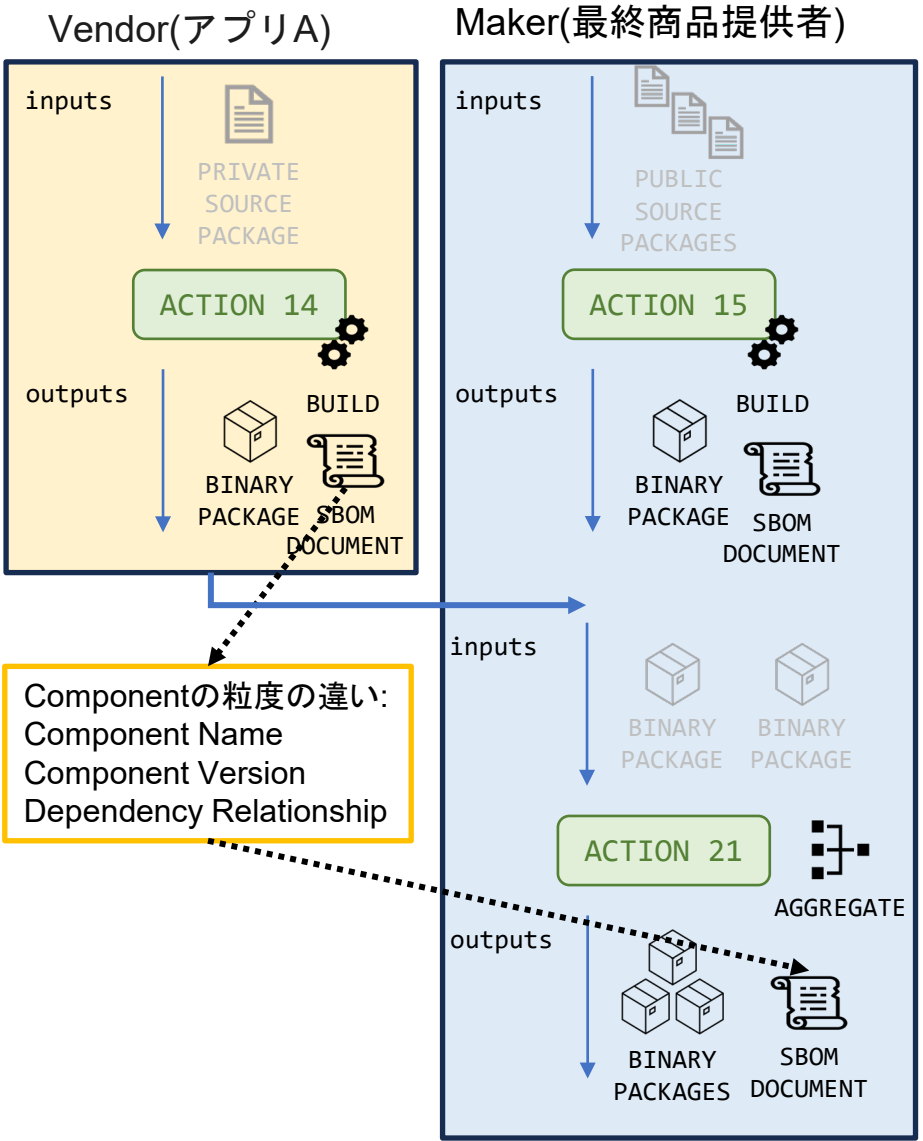 Vendor(アプリA)
inputs
PRIVATE
SOURCE
PACKAGE
ACTION 14
outputs
BUILD
BINARY
PACKAGE
SBOM
DOCUMENT
Maker(最終商品提供者)
inputs
PUBLIC
SOURCE
PACKAGES
ACTION 15
outputs
BUILD
BINARY
PACKAGE
SBOM
DOCUMENT
Componentの粒度の違い:
Component Name
Component Version
Dependency Relationship
inputs
BINARY
PACKAGE
BINARY
PACKAGE
ACTION 21
AGGREGATE
outputs
BINARY
PACKAGES
SBOM
DOCUMENT